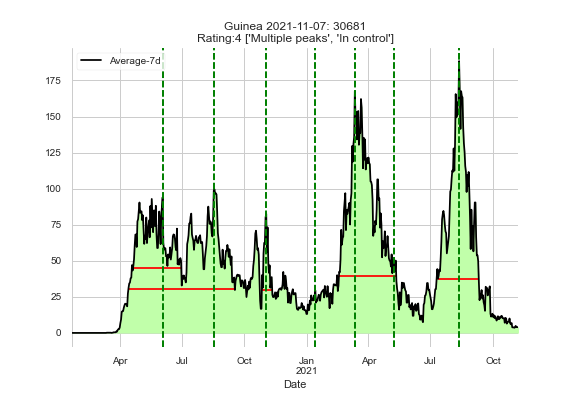 Guinea 2021-11-07: 30681
Rating:4 ['Multiple peaks', 'In control']
Average-7d
175
150
125
100
75
50
25
0
Apr Jul Oct Jan Apr Jul Oct
2021
Date